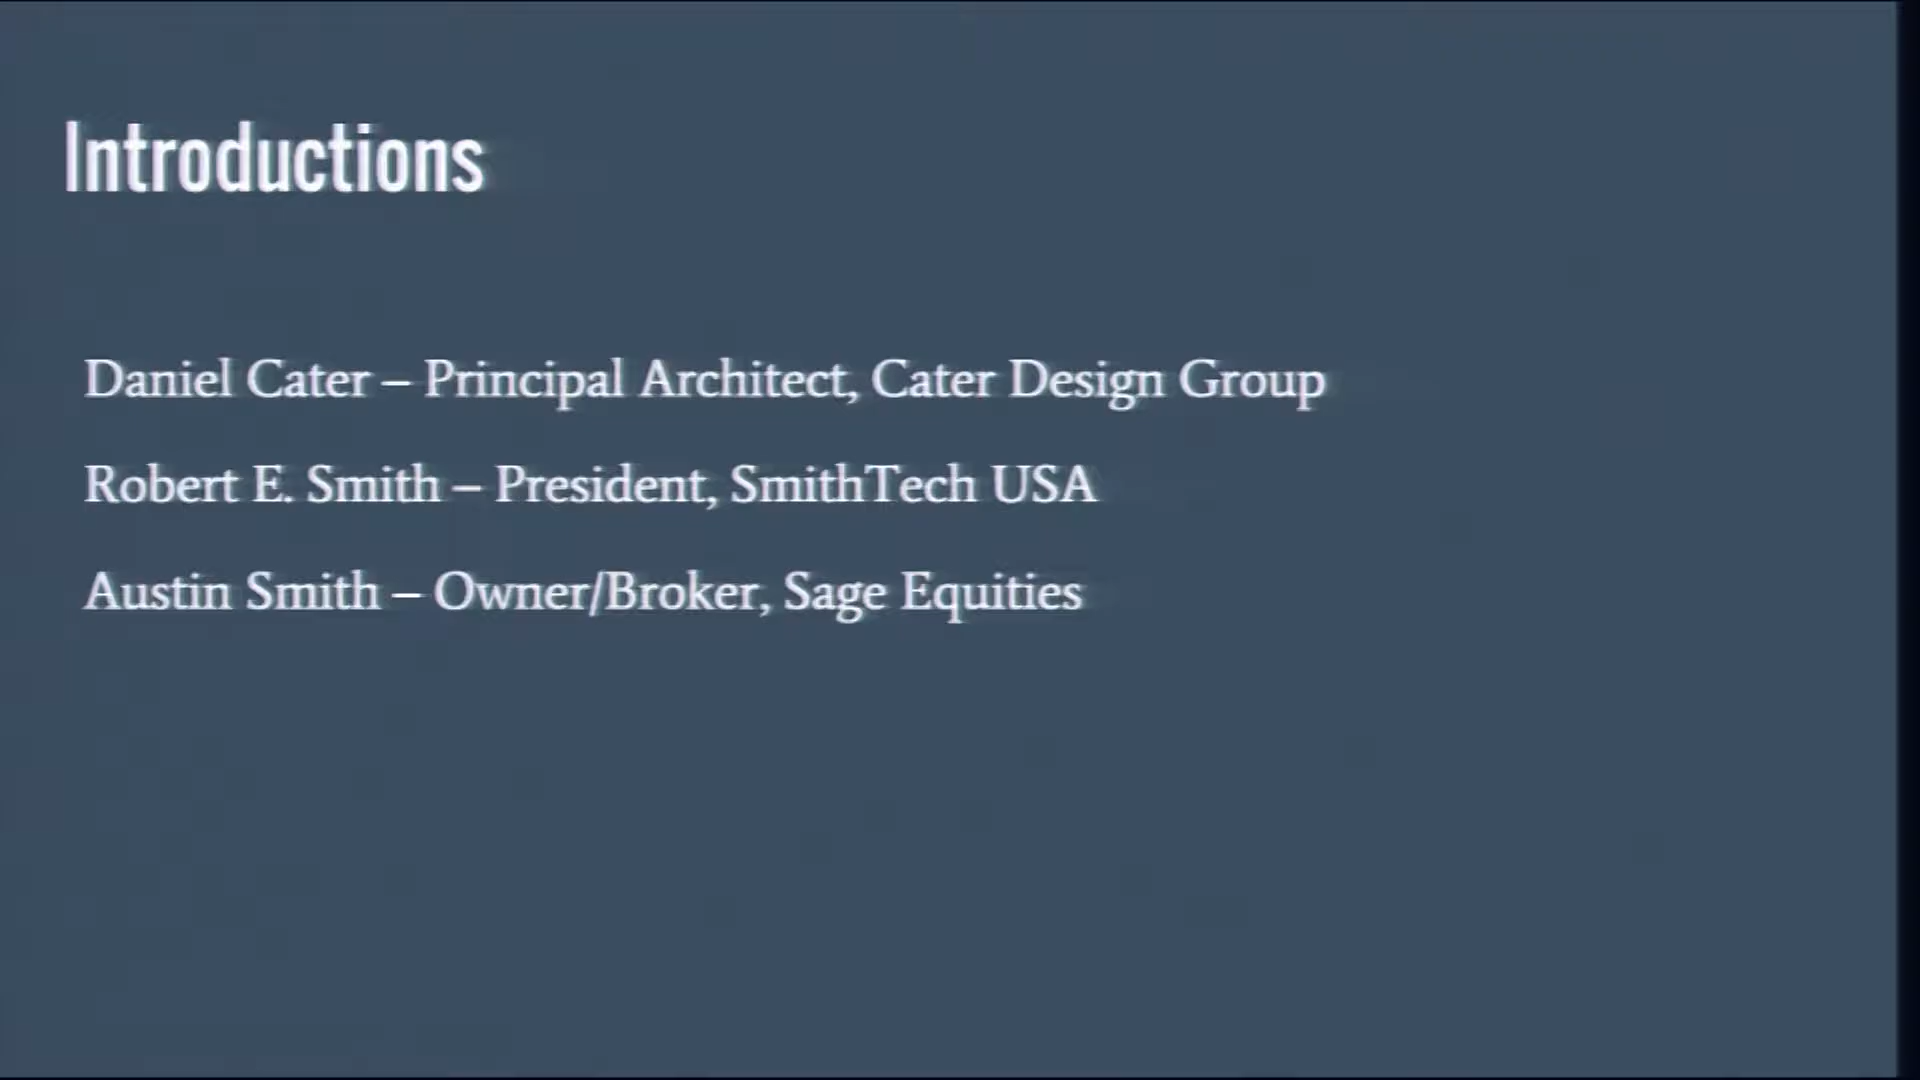 Introductions
Daniel Cater – Principal Architect, Cater Design Group
Robert E. Smith – President, SmithTech USA
Austin Smith – Owner/Broker, Sage Equities